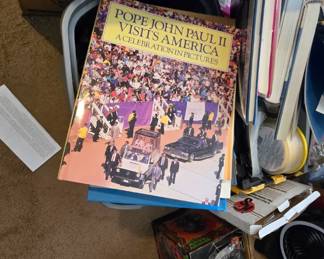 POPE JOHN PAUL II
VISITS AMERICA
A CELEBRATION IN PICTURES